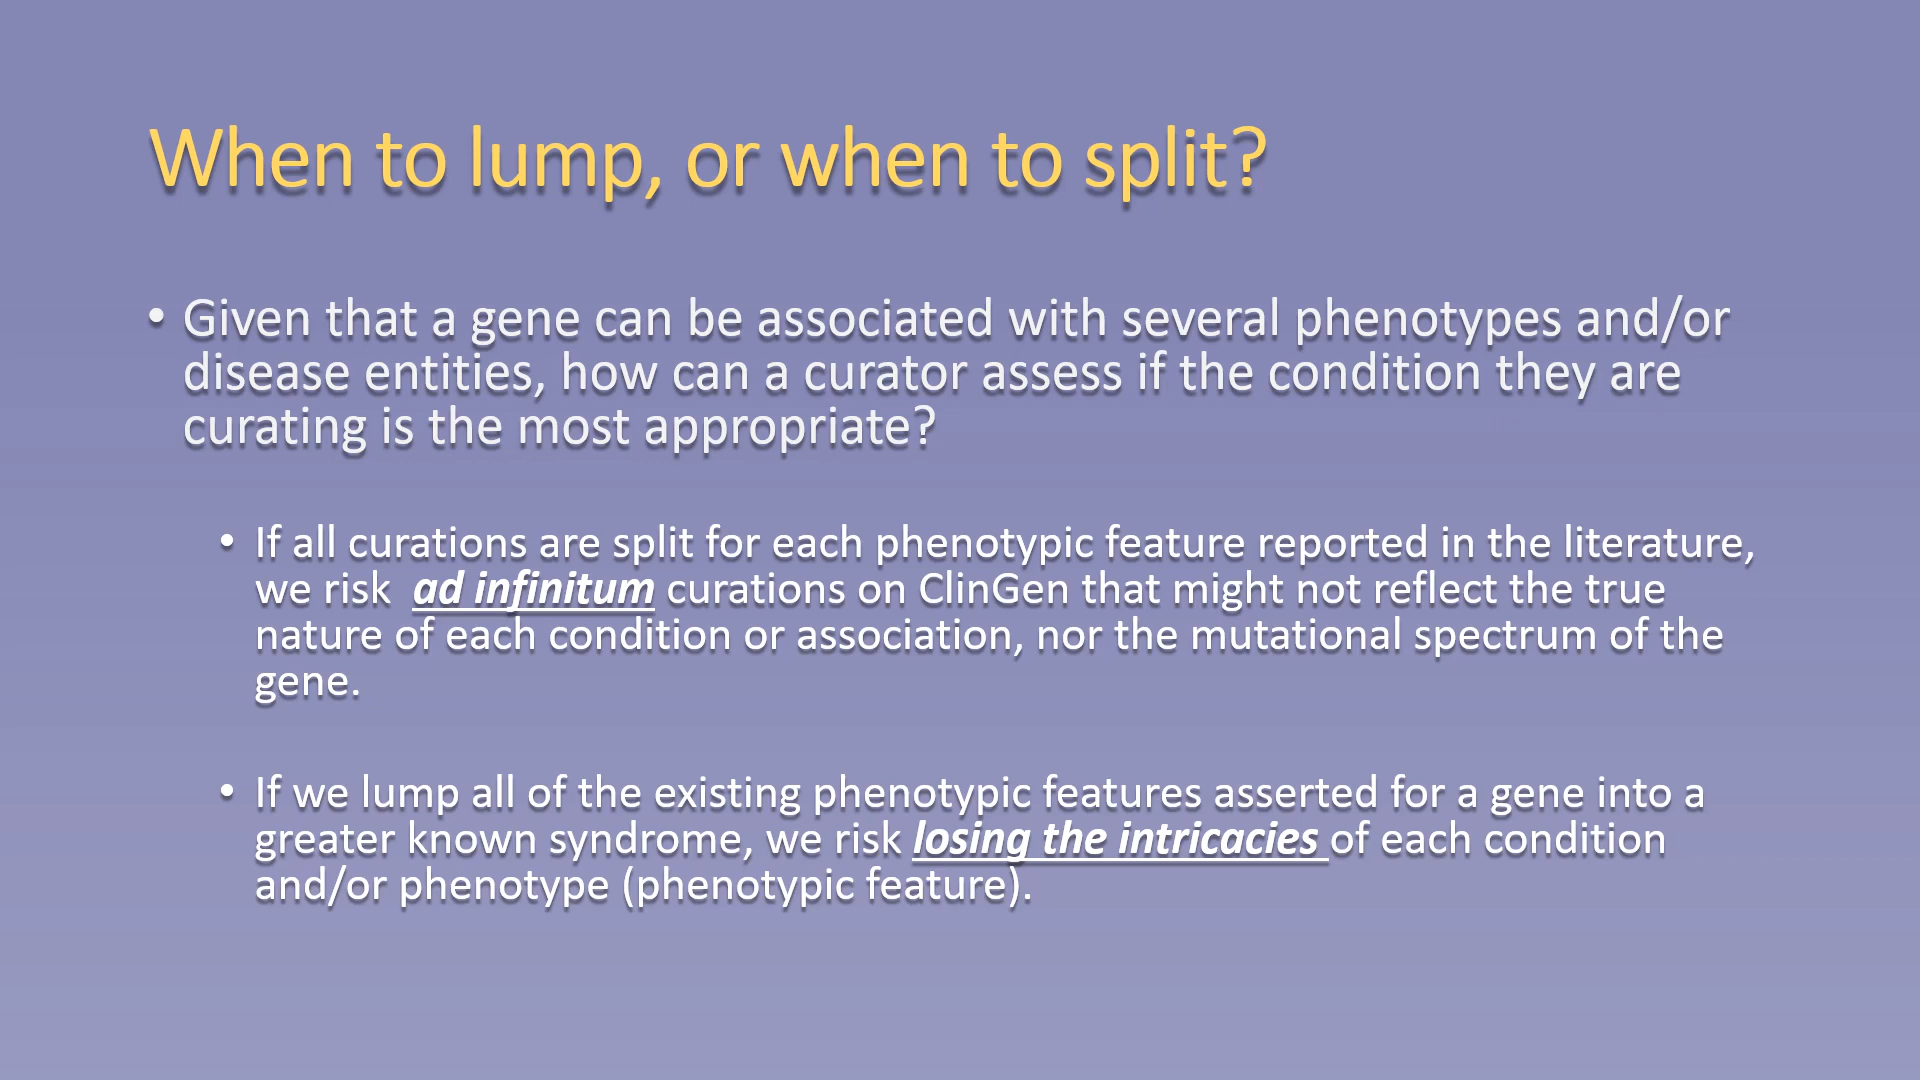 When to lump, or when to split?
• Given that a gene can be associated with several phenotypes and/or
disease entities, how can a curator assess if the condition they are
curating is the most appropriate?
• If all curations are split for each phenotypic feature reported in the literature,
we risk  ad infinitum curations on ClinGen that might not reflect the true
nature of each condition or association, nor the mutational spectrum of the
gene.
• If we lump all of the existing phenotypic features asserted for a gene into a
greater known syndrome, we risk losing the intricacies of each condition
and/or phenotype (phenotypic feature).